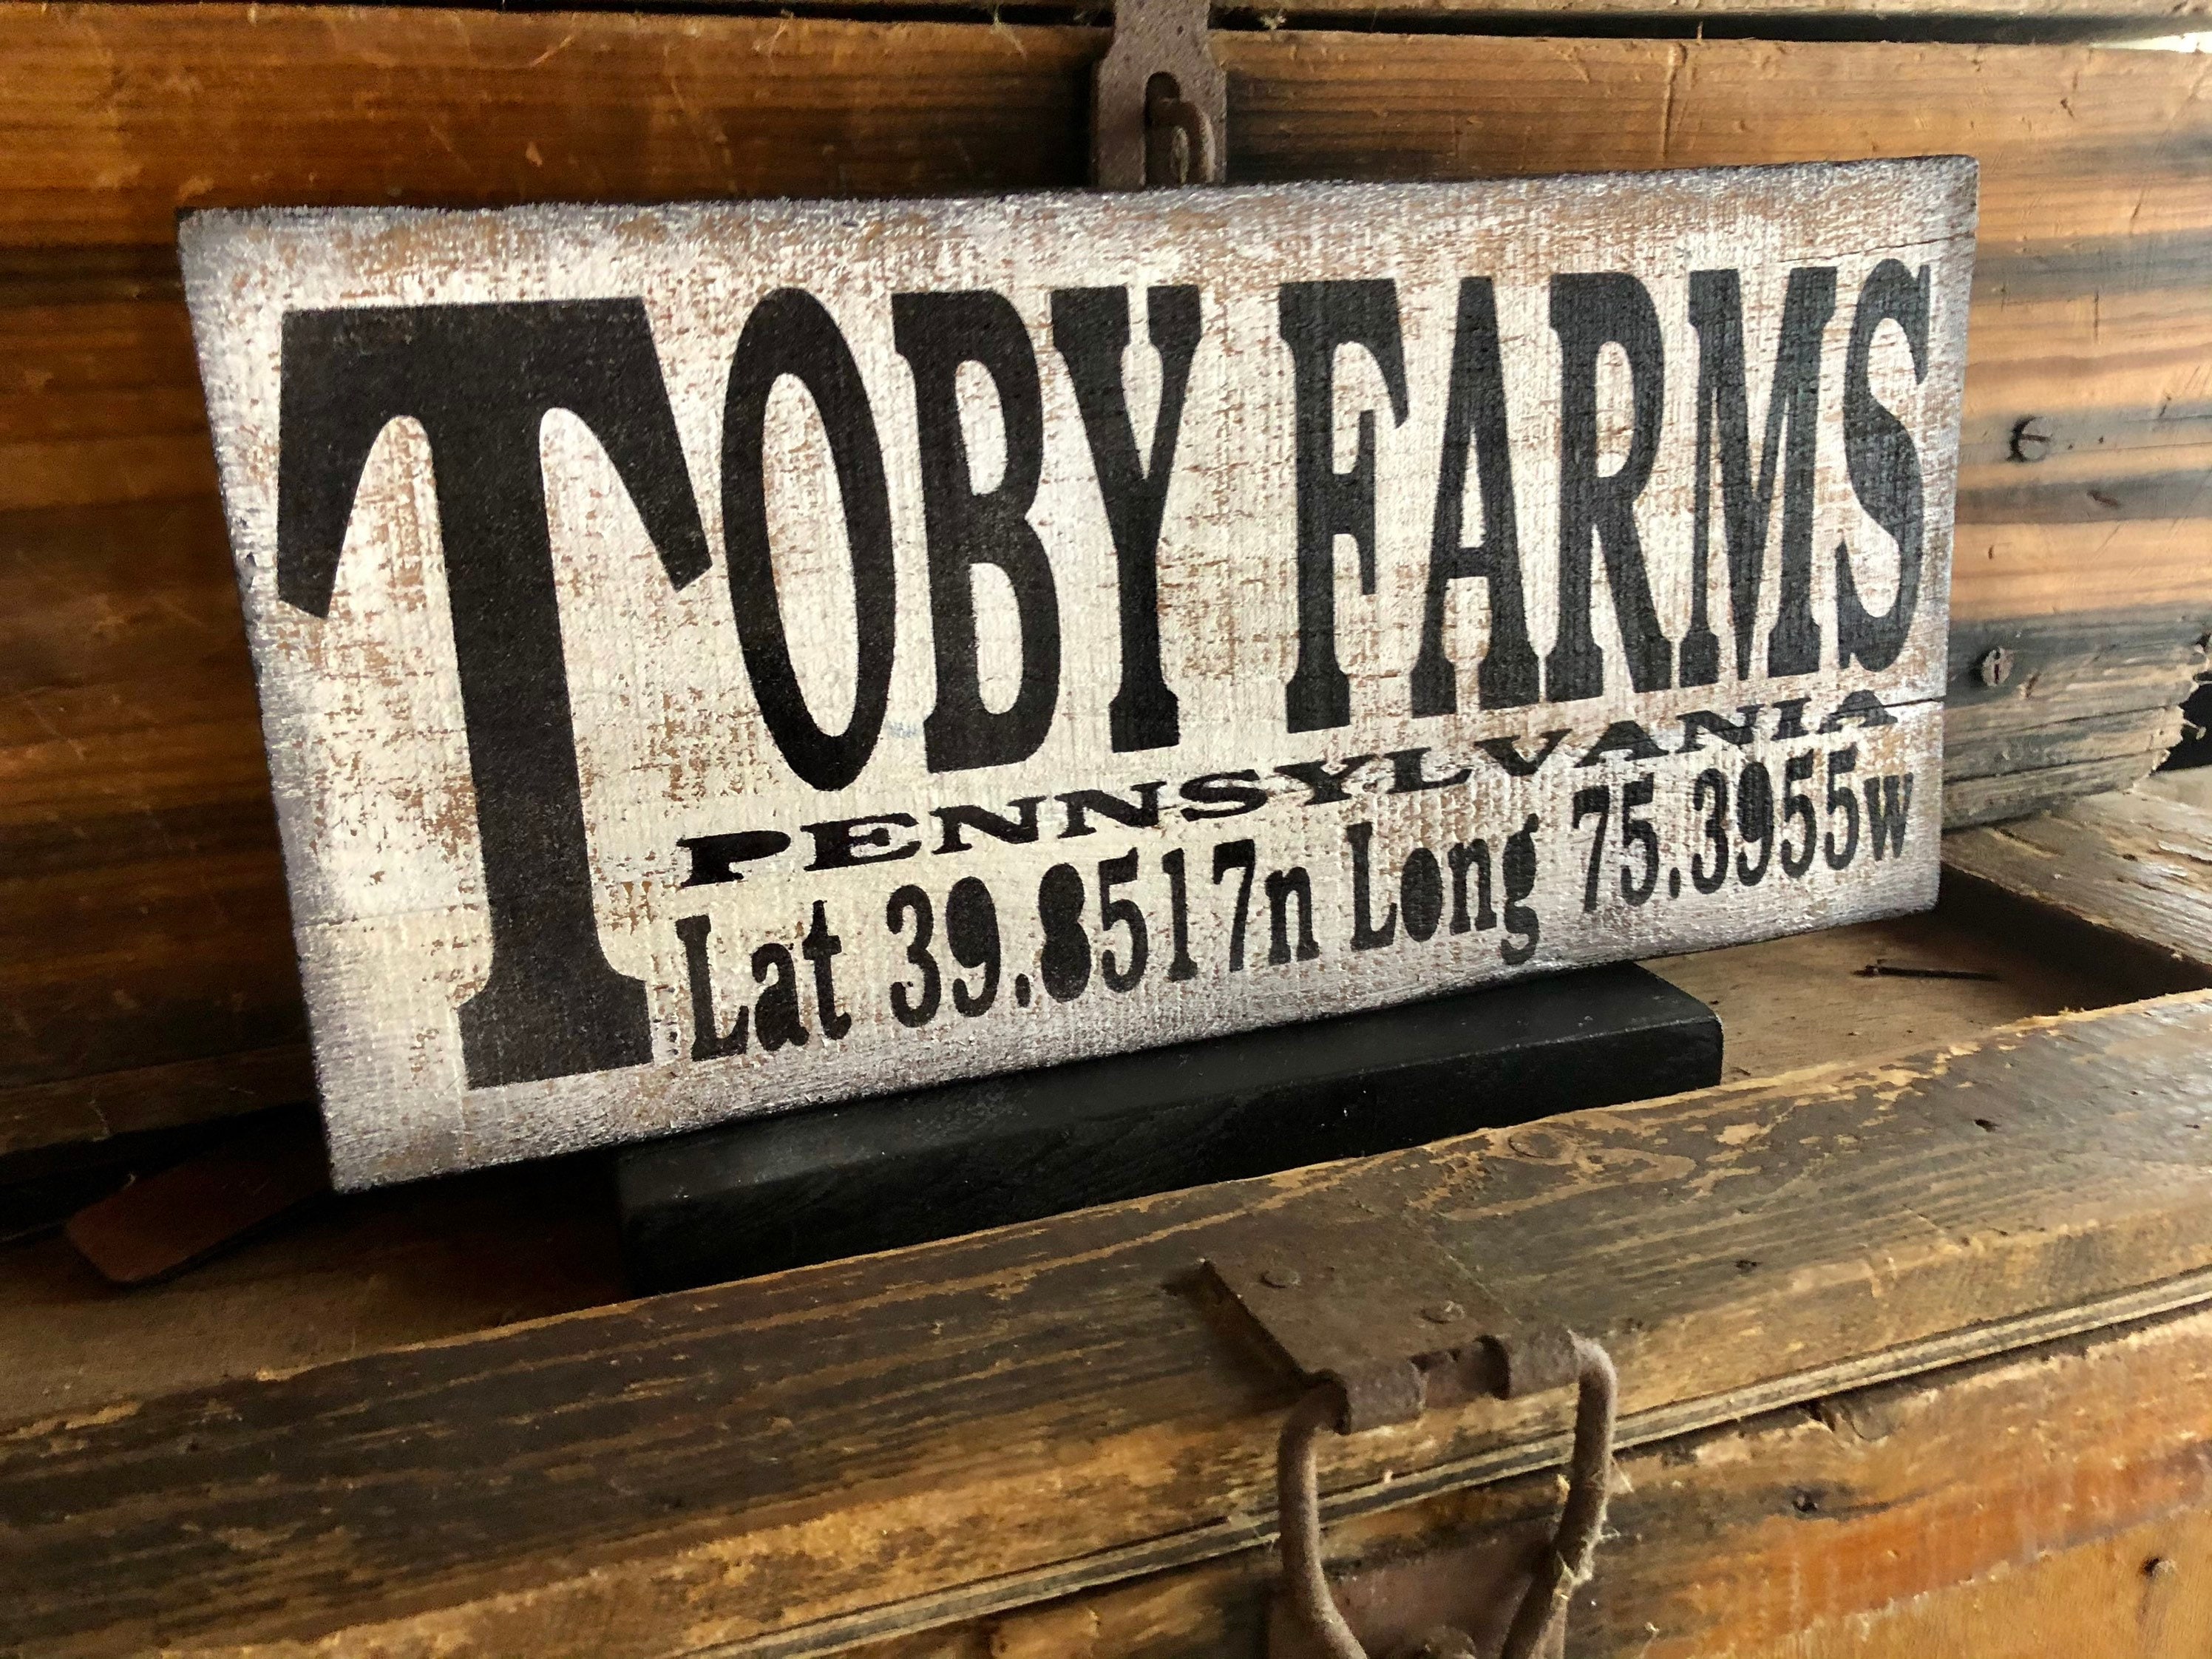 TOBY FARMS
PENNSYLVANIA
Lat 39.8517n Long 75.3955w